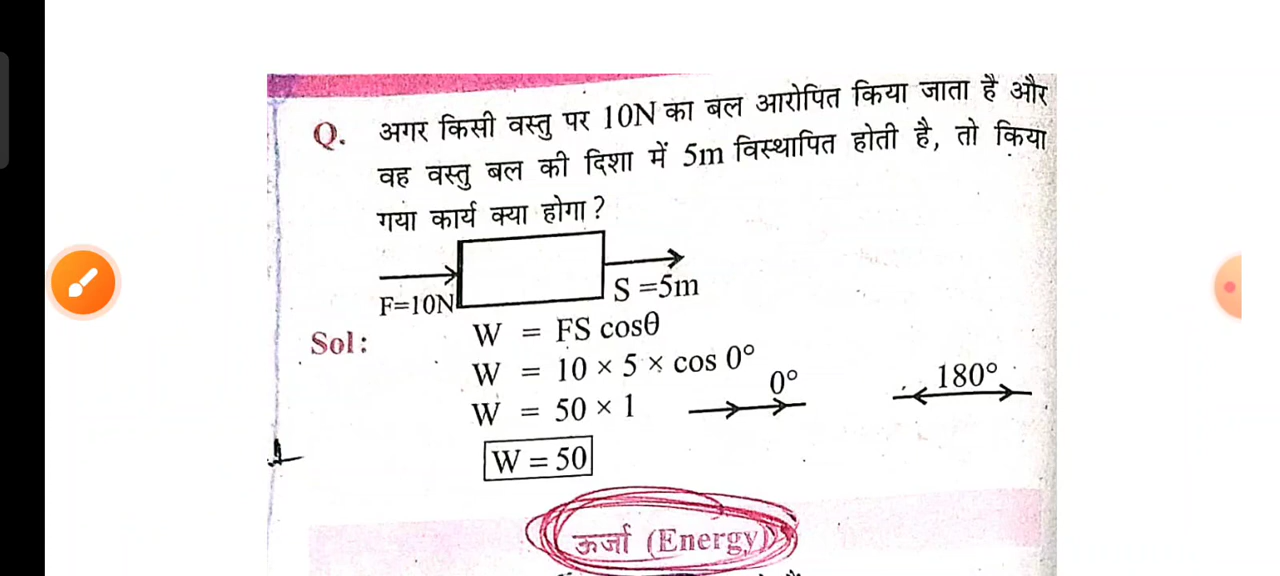 Q. अगर किसी वस्तु पर 10N का बल आरोपित किया जाता है और
वह वस्तु बल की दिशा में 5m विस्थापित होती है, तो किया
गया कार्य क्या होगा?
F=10N
S =5m
Sol:
W = FS cosθ
W = 10 × 5 × cos 0°
W = 50 × 1
0°
180°
W = 50
ऊर्जा (Energy)